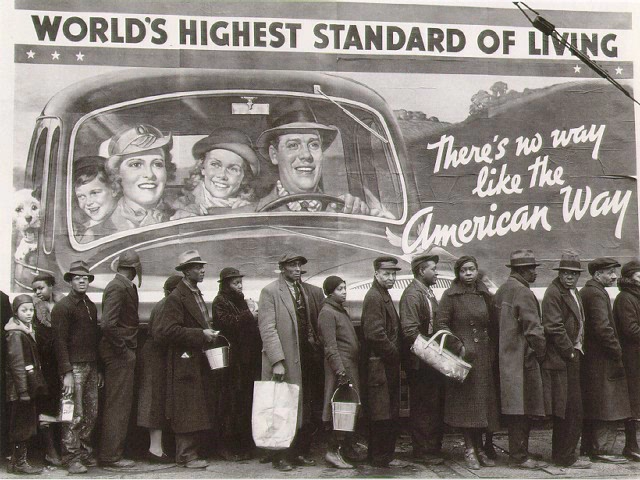 WORLD'S HIGHEST STANDARD OF LIVING
There's no way
like the
American Way